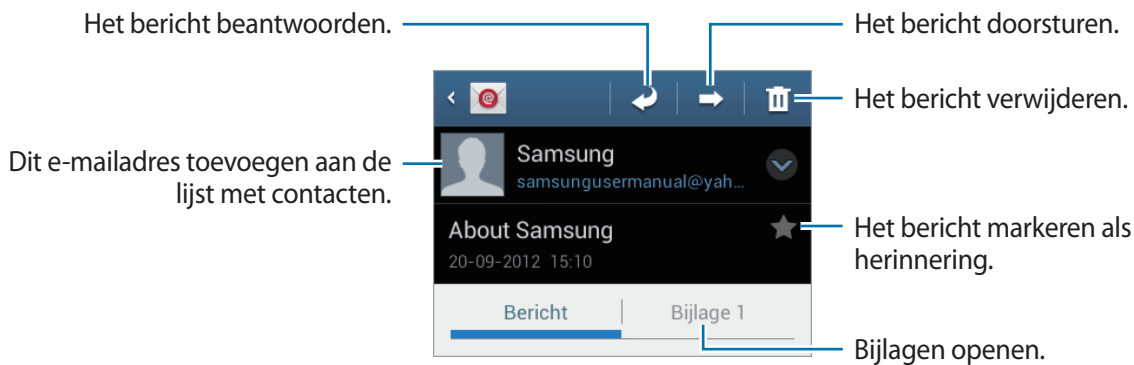 Het bericht beantwoorden.
Het bericht doorsturen.
@
Het bericht verwijderen.
Dit e-mailadres toevoegen aan de
lijst met contacten.
Samsung
samsungusermanual@yah...
About Samsung
20-09-2012 15:10
Het bericht markeren als
herinnering.
Bericht
Bijlage 1
Bijlagen openen.